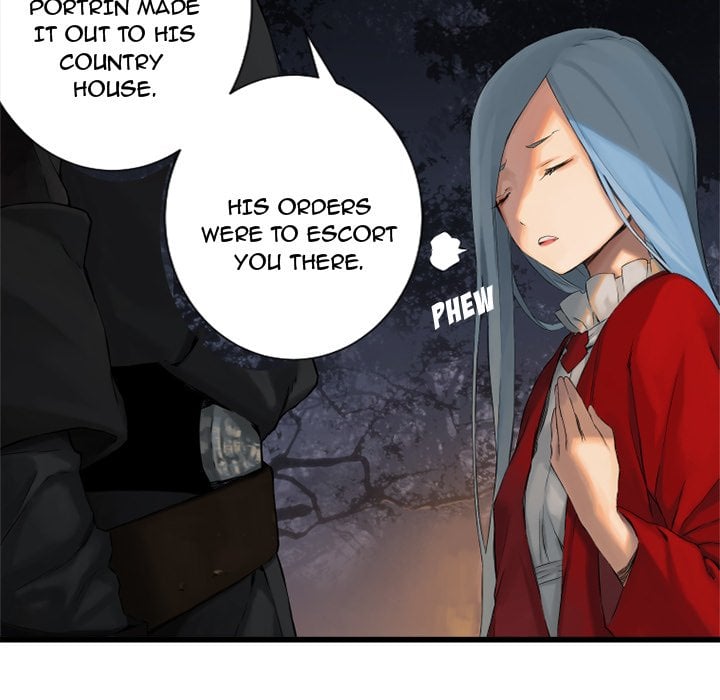 PORTRIN MADE
IT OUT TO HIS
COUNTRY
HOUSE.
HIS ORDERS
WERE TO ESCORT
YOU THERE.
PHEW